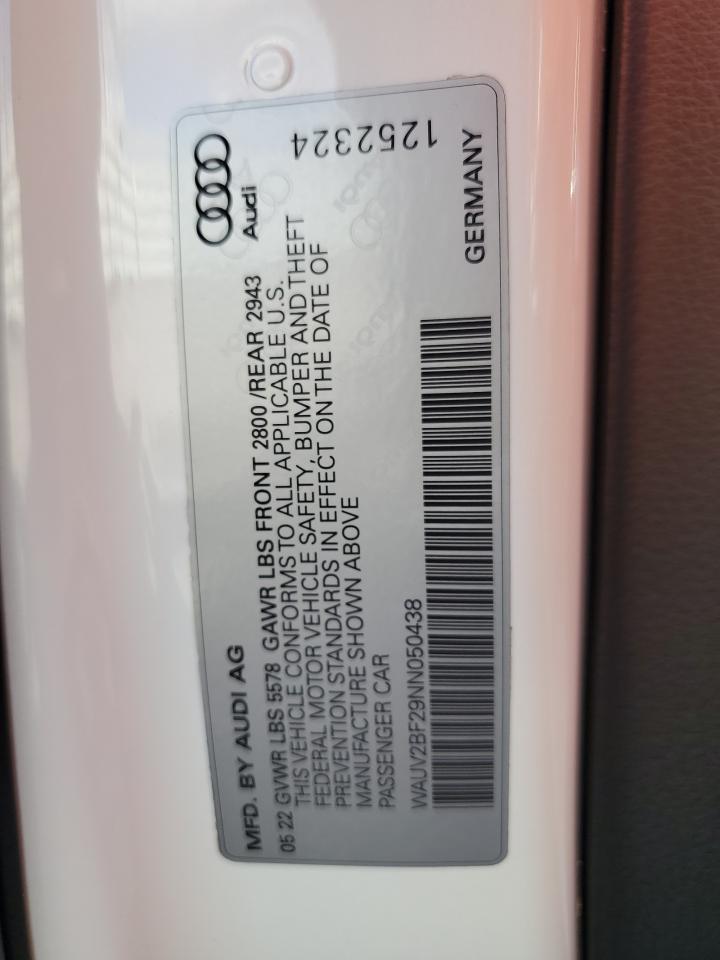 MFD. BY AUDI AG
Audi
05 22 GVWR LBS 5578 GAWR LBS FRONT 2800 /REAR 2943
THIS VEHICLE CONFORMS TO ALL APPLICABLE U.S.
FEDERAL MOTOR VEHICLE SAFETY, BUMPER AND THEFT
PREVENTION STANDARDS IN EFFECT ON THE DATE OF
MANUFACTURE SHOWN ABOVE
PASSENGER CAR
1252324
WAUV2BF29NN050438
GERMANY